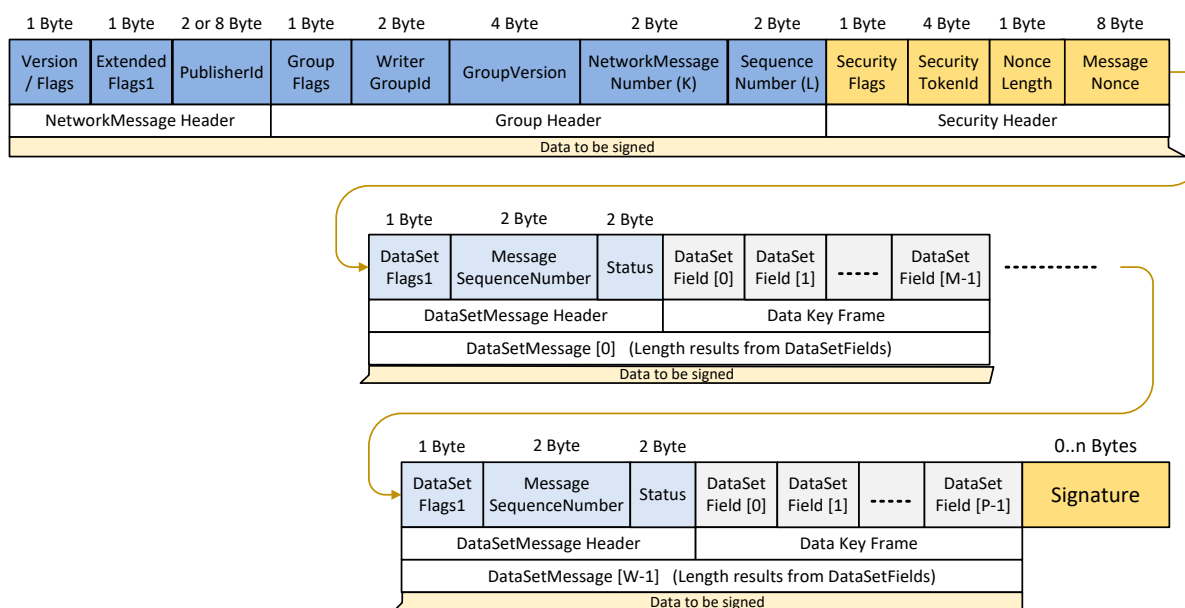 1 Byte 1 Byte 2 or 8 Byte 1 Byte 2 Byte 4 Byte 2 Byte 2 Byte 1 Byte 4 Byte 1 Byte 8 Byte
Version Extended PublisherId Group Writer GroupVersion NetworkMessage Sequence Security Security Nonce Message
/ Flags Flags1 Flags GroupId Number (K) Number (L) Flags TokenId Length Nonce
NetworkMessage Header Group Header Security Header
Data to be signed
1 Byte 2 Byte 2 Byte
DataSet Message Status DataSet DataSet DataSet
Flags1 SequenceNumber Field [0] Field [1] Field [M-1]
DataSetMessage Header Data Key Frame
DataSetMessage [0] (Length results from DataSetFields)
Data to be signed
1 Byte 2 Byte 2 Byte 0..n Bytes
DataSet Message Status DataSet DataSet DataSet Signature
Flags1 SequenceNumber Field [0] Field [1] Field [P-1]
DataSetMessage Header Data Key Frame
DataSetMessage [W-1] (Length results from DataSetFields)
Data to be signed